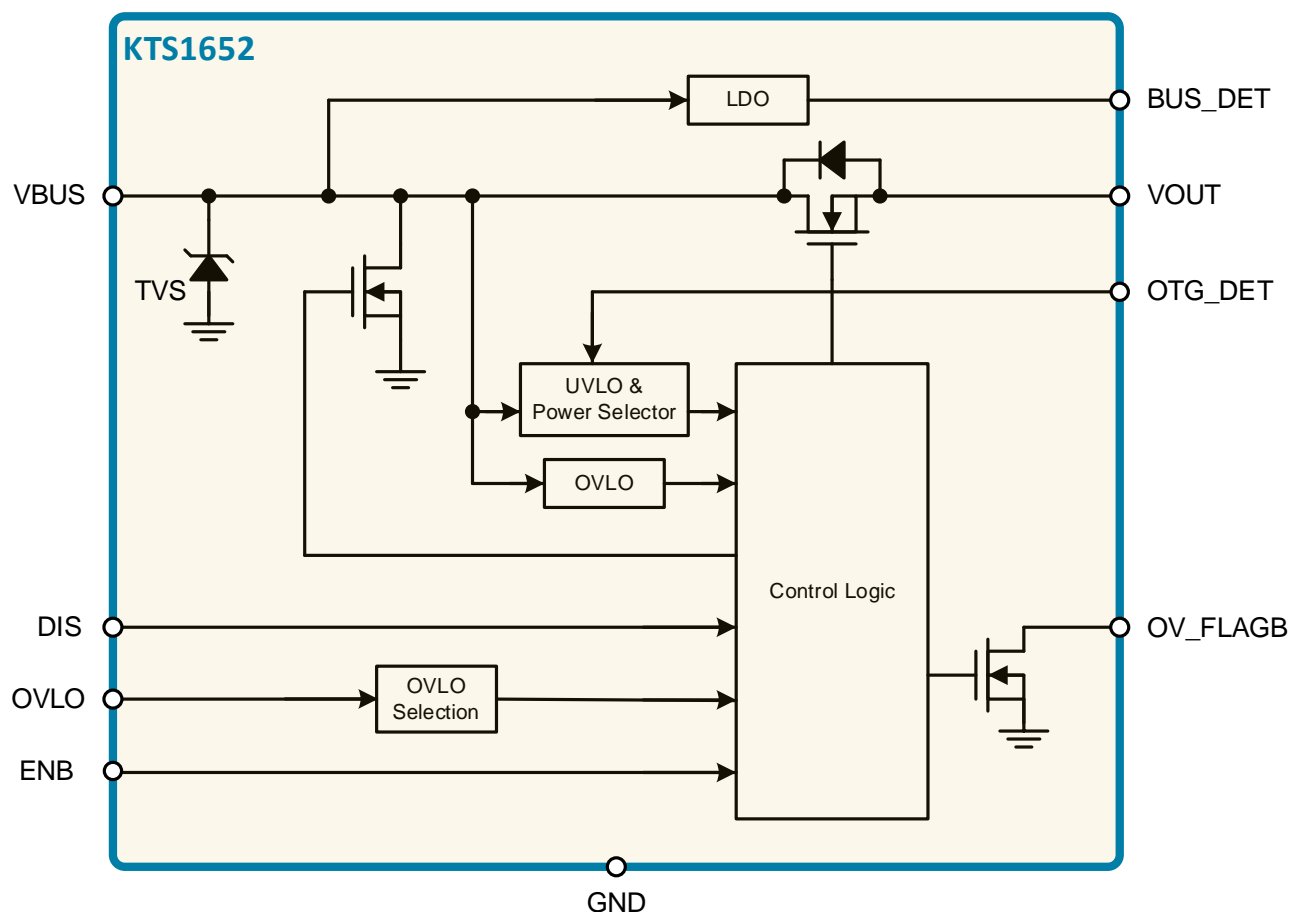 KTS1652
LDO
BUS_DET
VBUS
VOUT
TVS
OTG_DET
UVLO &
Power Selector
OVLO
Control Logic
DIS
OV_FLAGB
OVLO
OVLO
Selection
ENB
GND